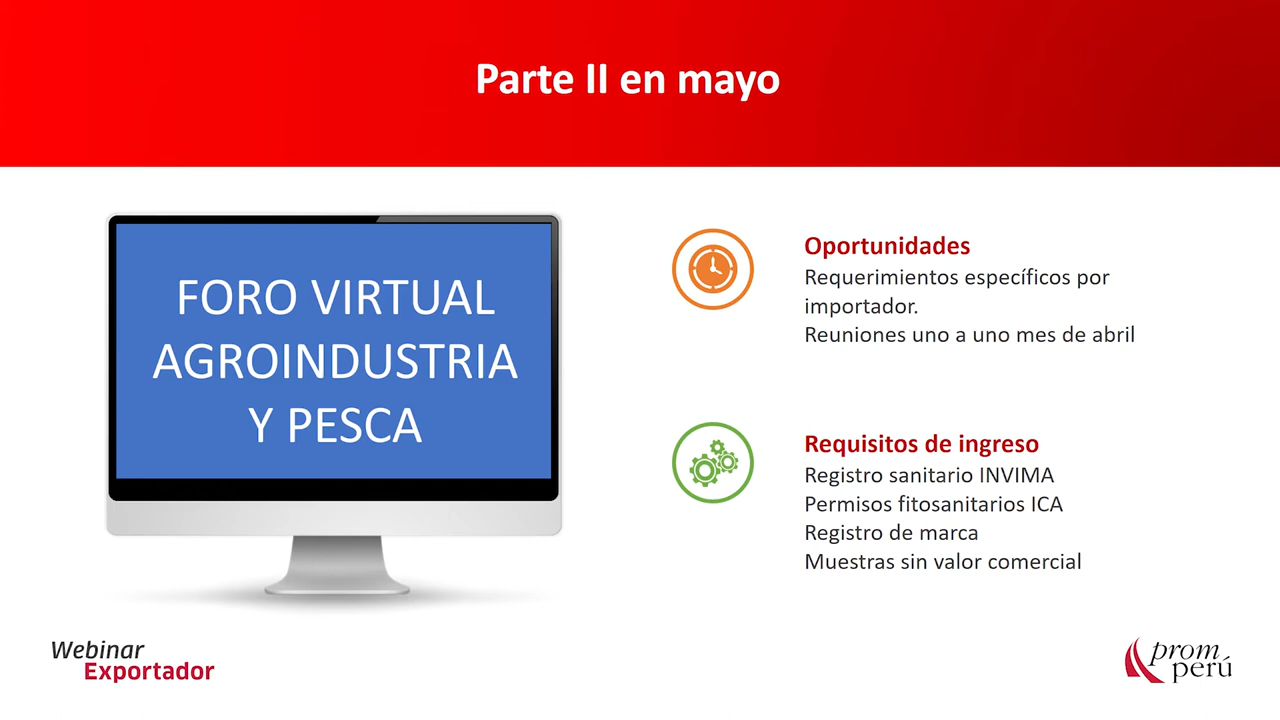 Parte II en mayo
FORO VIRTUAL
AGROINDUSTRIA
Y PESCA
Oportunidades
Requerimientos específicos por
importador.
Reuniones uno a uno mes de abril
Requisitos de ingreso
Registro sanitario INVIMA
Permisos fitosanitarios ICA
Registro de marca
Muestras sin valor comercial
Webinar
Exportador
prom
perú